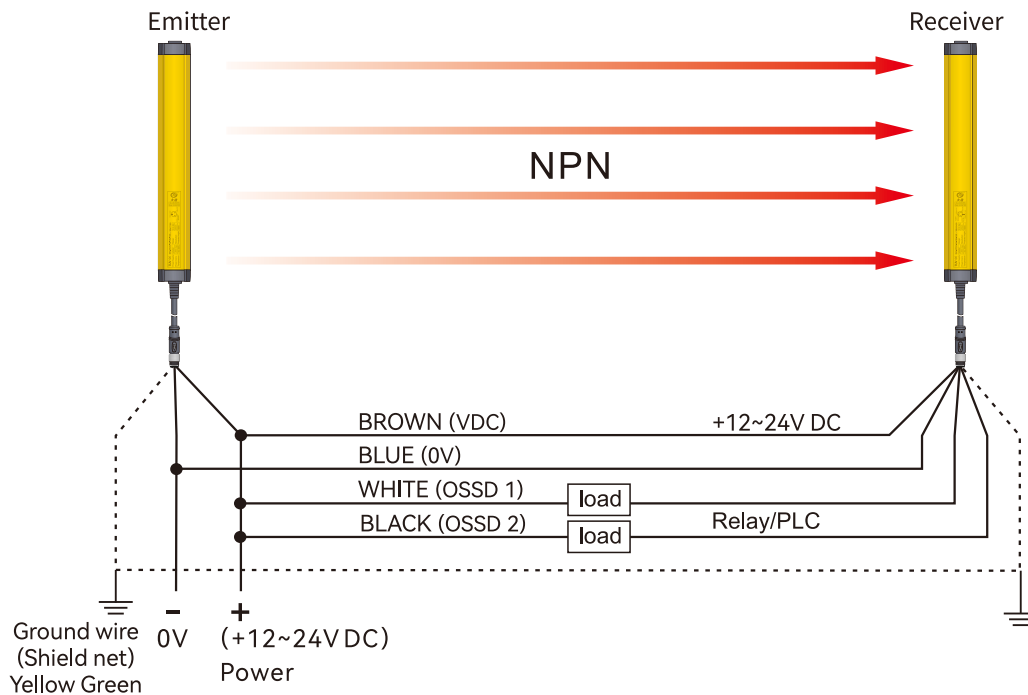 Emitter
Receiver
NPN
BROWN (VDC)
+12~24V DC
BLUE (0V)
WHITE (OSSD 1)
load
BLACK (OSSD 2)
load
Relay/PLC
-
+
Ground wire
(Shield net)
Yellow Green
0V
(+12~24V DC)
Power